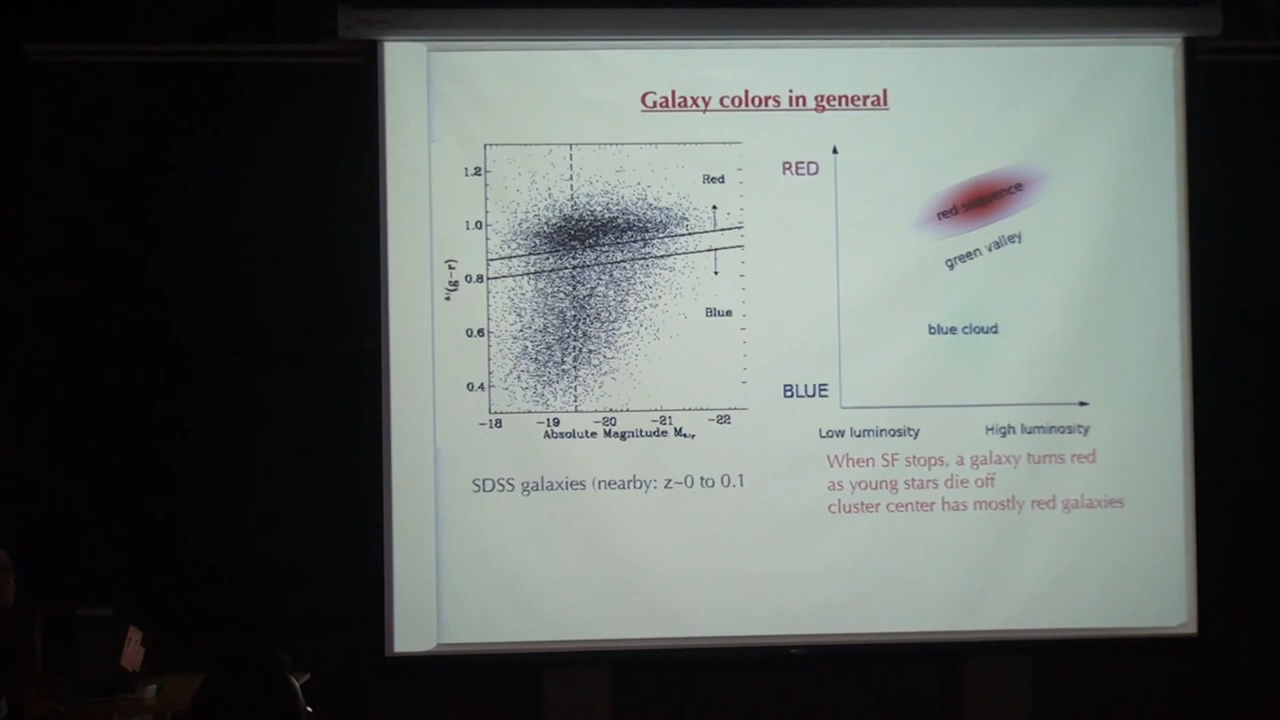 Galaxy colors in general
1.2
1.0
0.8
0.6
0.4
(g-r)
Red
Blue
-18 -19 -20 -21 -22
Absolute Magnitude
SDSS galaxies (nearby: z~0 to 0.1
RED
red sequence
green valley
blue cloud
BLUE
Low luminosity High luminosity
When SF stops, a galaxy turns red
as young stars die off
cluster center has mostly red galaxies